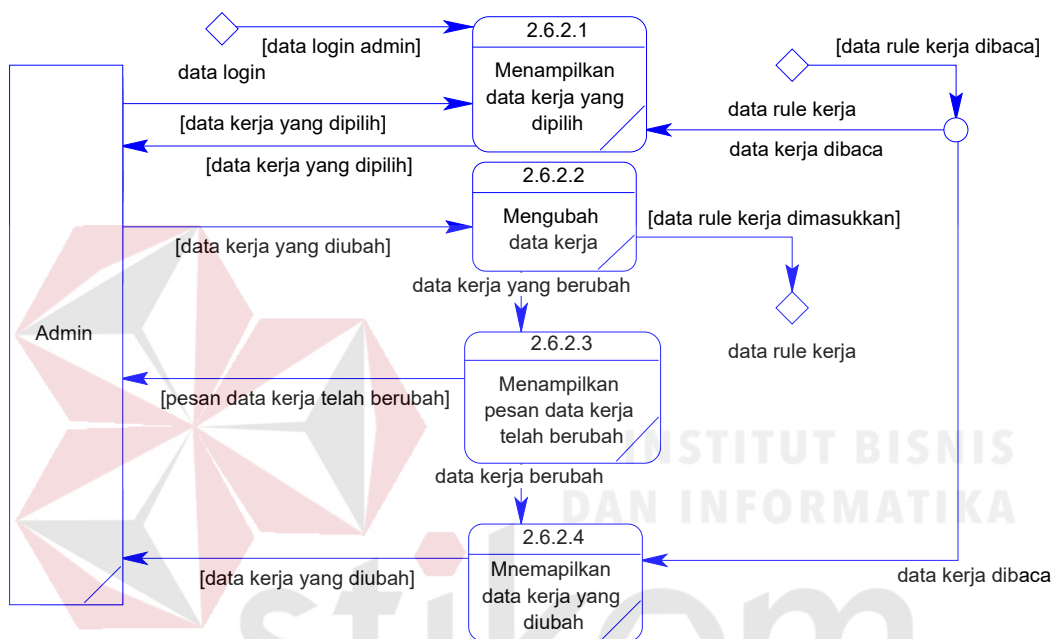 [data login admin]
data login
2.6.2.1
Menampilkan
data kerja yang
dipilih
[data rule kerja dibaca]
data rule kerja
data kerja dibaca
[data kerja yang dipilih]
[data kerja yang dipilih]
2.6.2.2
Mengubah
data kerja
[data rule kerja dimasukkan]
[data kerja yang diubah]
data kerja yang berubah
Admin
data rule kerja
2.6.2.3
Menampilkan
pesan data kerja
telah berubah
[pesan data kerja telah berubah]
INSTITUT BISNIS
DAN INFORMATIKA
data kerja berubah
2.6.2.4
Mnemapilkan
data kerja yang
diubah
[data kerja yang diubah]
data kerja dibaca
stikom